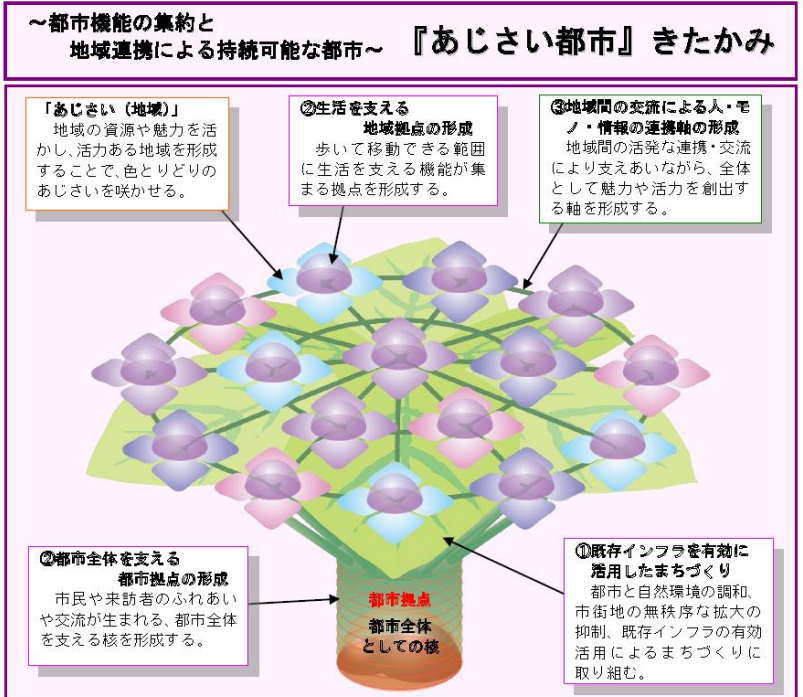 ～都市機能の集約と
地域連携による持続可能な都市～
『あじさい都市』きたかみ
「あじさい（地域）」
地域の資源や魅力を活
かし、活力ある地域を形成
することで、色とりどりの
あじさいを咲かせる。
②生活を支える
地域拠点の形成
歩いて移動できる範囲
に生活を支える機能が集
まる拠点を形成する。
③地域間の交流による人・モ
ノ・情報の連携軸の形成
地域間の活発な連携・交流
により支えあいながら、全体
として魅力や活力を創出す
る軸を形成する。
②都市全体を支える
都市拠点の形成
市民や来訪者のふれあい
や交流が生まれる、都市全体
を支える核を形成する。
都市拠点
都市全体
としての核
①既存インフラを有効に
活用したまちづくり
都市と自然環境の調和、
市街地の無秩序な拡大の
抑制、既存インフラの有効
活用によるまちづくりに
取り組む。